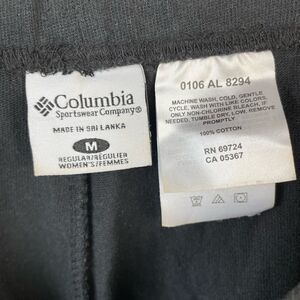 Columbia
Sportswear Company®
MADE IN SRI LANKA
M
REGULAR/RÉGULIER
WOMEN'S/FEMMES
0106 AL 8294
MACHINE WASH, COLD, GENTLE
CYCLE, WASH WITH LIKE COLORS,
ONLY NON-CHLORINE BLEACH, IF
NEEDED, TUMBLE DRY, LOW, REMOVE
PROMPTLY
100% COTTON
RN 69724
CA 05367